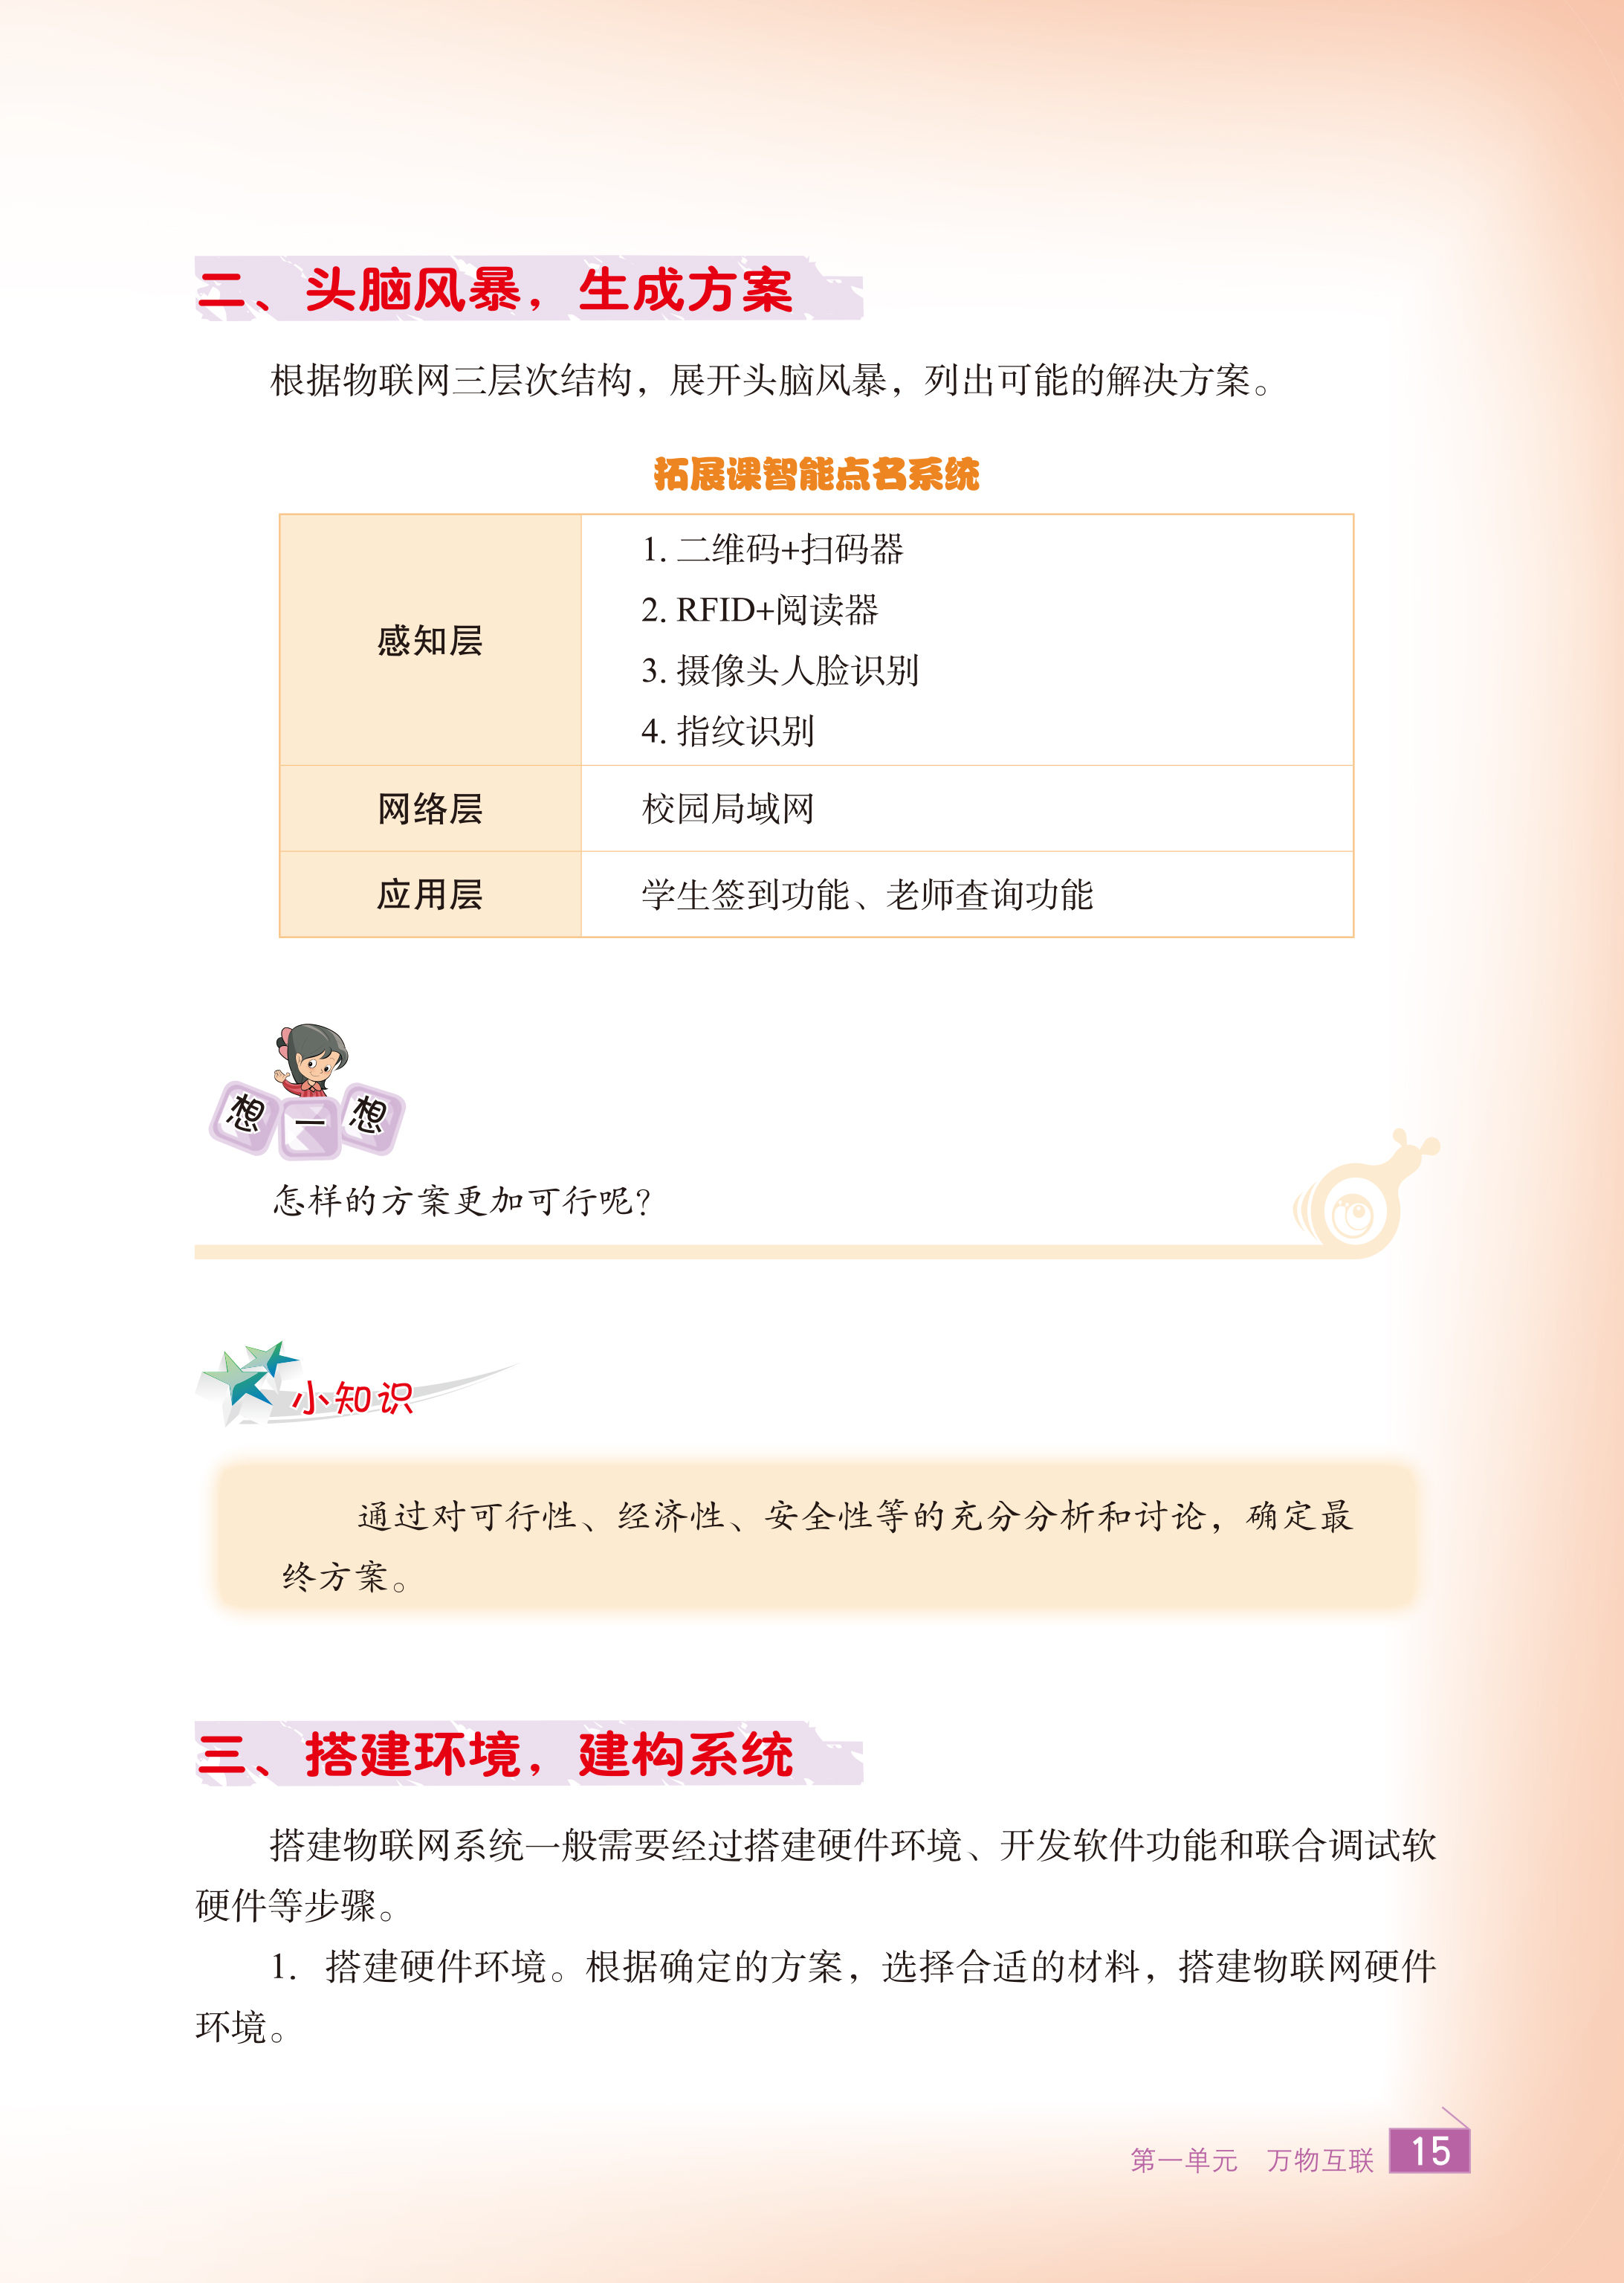 二、头脑风暴，生成方案
根据物联网三层次结构，展开头脑风暴，列出可能的解决方案。
拓展课智能点名系统
感知层
1. 二维码+扫码器
2. RFID+阅读器
3. 摄像头人脸识别
4. 指纹识别
网络层
校园局域网
应用层
学生签到功能、老师查询功能
想一想
怎样的方案更加可行呢？
小知识
通过对可行性、经济性、安全性等的充分分析和讨论，确定最
终方案。
三、搭建环境，建构系统
搭建物联网系统一般需要经过搭建硬件环境、开发软件功能和联合调试软
硬件等步骤。
1. 搭建硬件环境。根据确定的方案，选择合适的材料，搭建物联网硬件
环境。
第一单元 万物互联 15